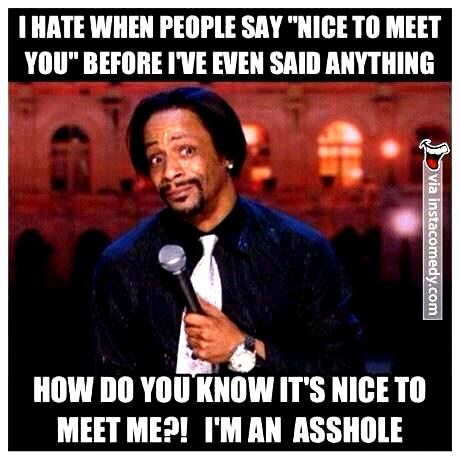 I HATE WHEN PEOPLE SAY "NICE TO MEET
YOU" BEFORE I'VE EVEN SAID ANYTHING
via instacomedy.com
HOW DO YOU KNOW IT'S NICE TO
MEET ME?! I'M AN ASSHOLE